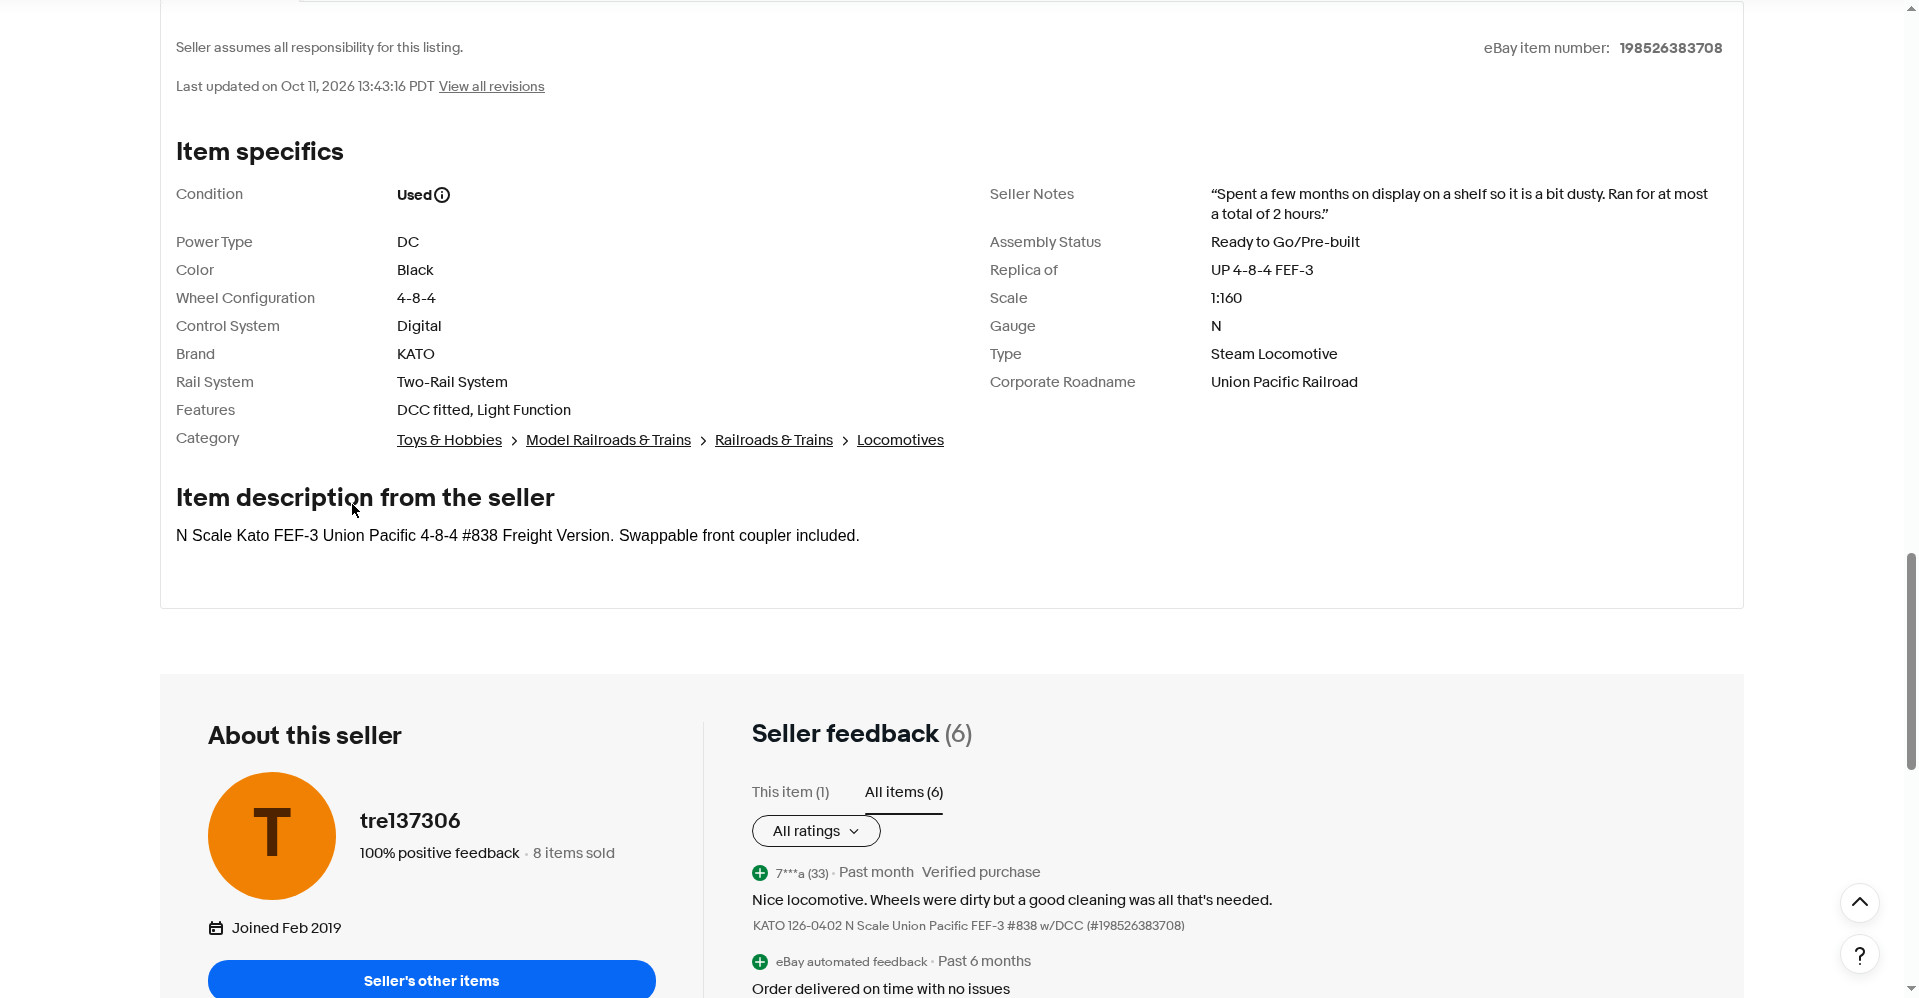 Seller assumes all responsibility for this listing.
eBay item number: 198526383708
Last updated on Oct 11, 2026 13:43:16 PDT View all revisions
Item specifics
Condition Used
Seller Notes “Spent a few months on display on a shelf so it is a bit dusty. Ran for at most
a total of 2 hours.”
Power Type DC
Assembly Status Ready to Go/Pre-built
Color Black
Replica of UP 4-8-4 FEF-3
Wheel Configuration 4-8-4
Scale 1:160
Control System Digital
Gauge N
Brand KATO
Type Steam Locomotive
Rail System Two-Rail System
Corporate Roadname Union Pacific Railroad
Features DCC fitted, Light Function
Category Toys & Hobbies > Model Railroads & Trains > Railroads & Trains > Locomotives
Item description from the seller
N Scale Kato FEF-3 Union Pacific 4-8-4 #838 Freight Version. Swappable front coupler included.
About this seller
T
tre137306
100% positive feedback · 8 items sold
Joined Feb 2019
Seller's other items
Seller feedback (6)
This item (1) All items (6)
All ratings
7***a (33) · Past month Verified purchase
Nice locomotive. Wheels were dirty but a good cleaning was all that's needed.
KATO 126-0402 N Scale Union Pacific FEF-3 #838 w/DCC (#198526383708)
eBay automated feedback · Past 6 months
Order delivered on time with no issues
?